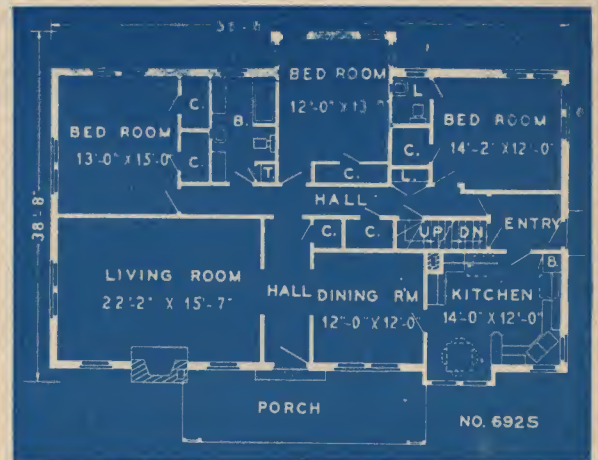 BED ROOM
12'-0" X 13'
C.
B.
L.
BED ROOM
13'-0" X 15'-0"
C.
T.
C.
C.
L.
BED ROOM
14'-2" X 12'-0"
HALL
38'-8"
C.
C.
UP DN.
ENTRY
LIVING ROOM
22'-2" X 15'-7"
HALL
DINING RM
12'-0" X 12'-0"
KITCHEN
14'-0" X 12'-0"
B.
PORCH
NO. 6925